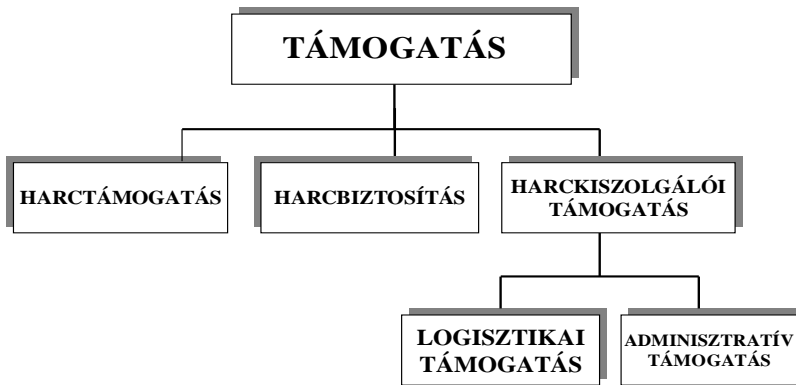 TÁMOGATÁS
HARCTÁMOGATÁS
HARCBIZTOSÍTÁS
HARCKISZOLGÁLÓI
TÁMOGATÁS
LOGISZTIKAI
TÁMOGATÁS
ADMINISZTRATÍV
TÁMOGATÁS